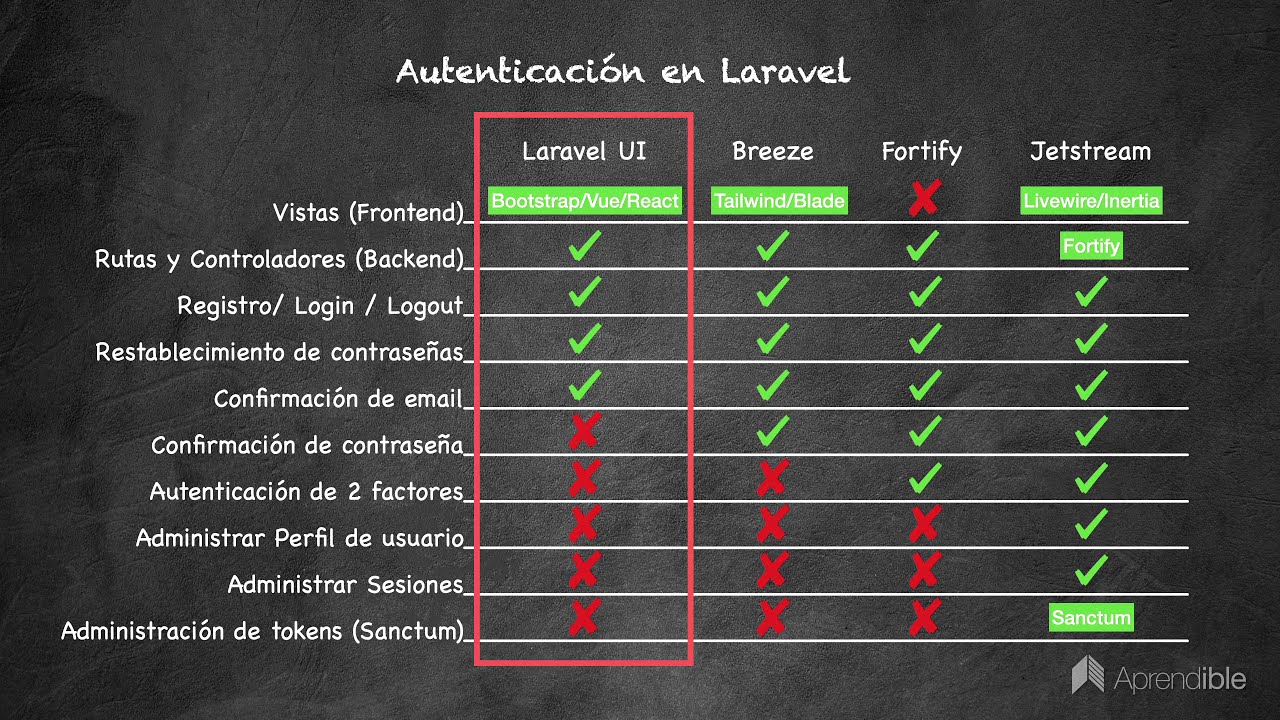 Autenticación en Laravel
Laravel UI Breeze Fortify Jetstream
Vistas (Frontend) Bootstrap/Vue/React Tailwind/Blade ✘ Livewire/Inertia
Rutas y Controladores (Backend) ✓ ✓ ✓ Fortify
Registro/ Login / Logout ✓ ✓ ✓ ✓
Restablecimiento de contraseñas ✓ ✓ ✓ ✓
Confirmación de email ✓ ✓ ✓ ✓
Confirmación de contraseña ✘ ✓ ✓ ✓
Autenticación de 2 factores ✘ ✘ ✓ ✓
Administrar Perfil de usuario ✘ ✘ ✘ ✓
Administrar Sesiones ✘ ✘ ✘ ✓
Administración de tokens (Sanctum) ✘ ✘ ✘ Sanctum
Aprendible